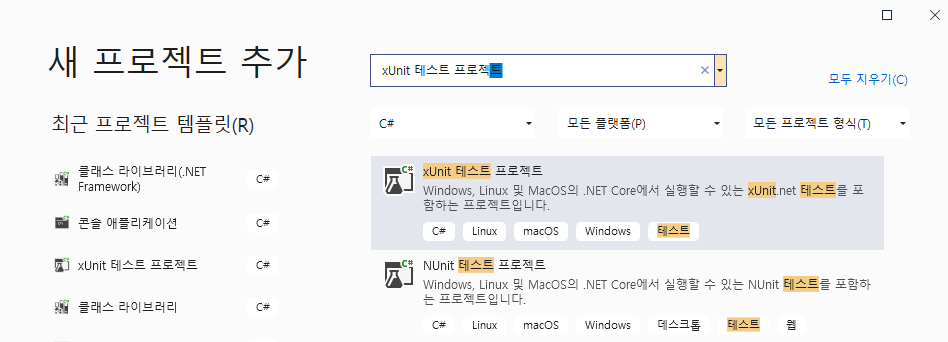 새 프로젝트 추가
xUnit 테스트 프로젝트
모두 지우기(C)
최근 프로젝트 템플릿(R)
C#
모든 플랫폼(P)
모든 프로젝트 형식(T)
클래스 라이브러리(.NET
Framework)
C#
콘솔 애플리케이션
C#
xUnit 테스트 프로젝트
C#
클래스 라이브러리
C#
C#
xUnit 테스트 프로젝트
Windows, Linux 및 MacOS의 .NET Core에서 실행할 수 있는 xUnit.net 테스트를 포
함하는 프로젝트입니다.
C#
Linux
macOS
Windows
테스트
C#
NUnit 테스트 프로젝트
Windows, Linux 및 MacOS의 .NET Core에서 실행할 수 있는 NUnit 테스트를 포함하
는 프로젝트입니다.
C#
Linux
macOS
Windows
데스크톱
테스트
웹